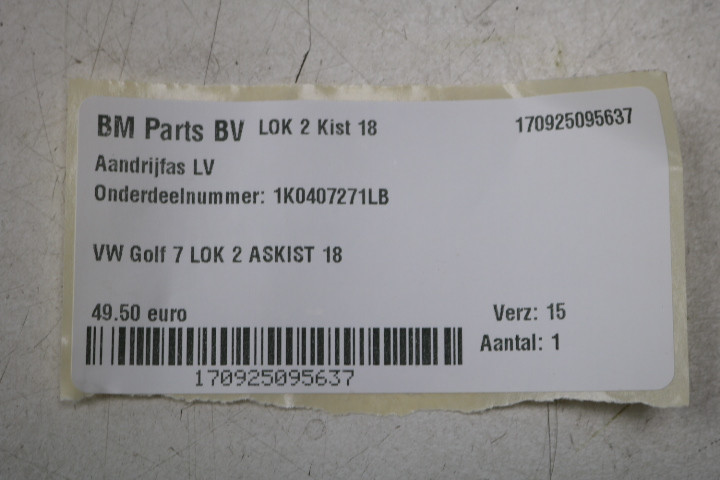 BM Parts BV LOK 2 Kist 18 170925095637
Aandrijfas LV
Onderdeelnummer: 1K0407271LB
VW Golf 7 LOK 2 ASKIST 18
49.50 euro Verz: 15
Aantal: 1
170925095637